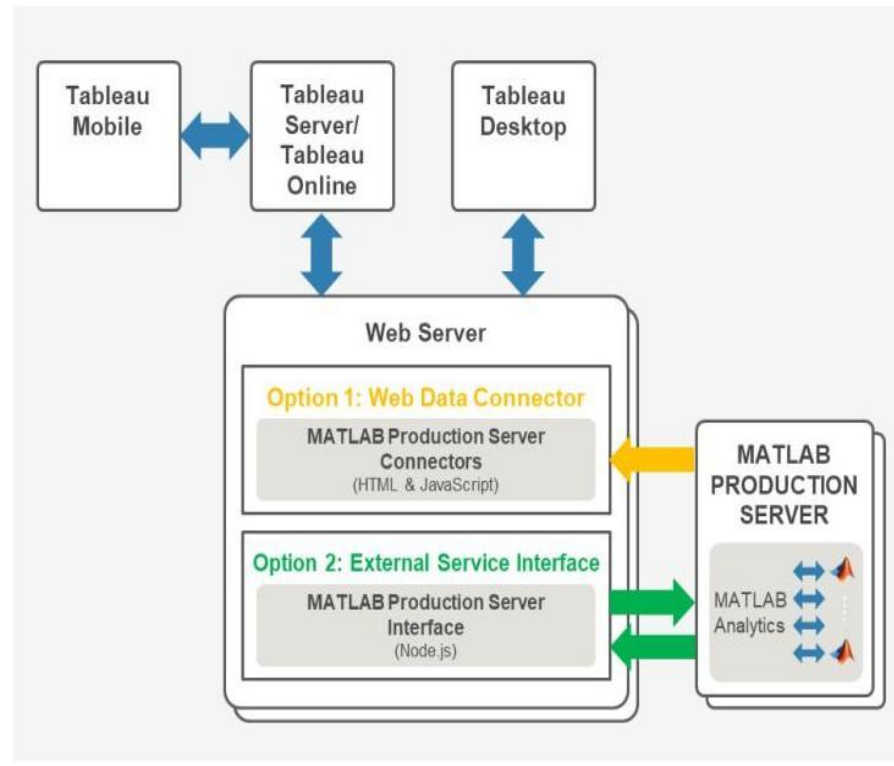 Tableau
Mobile
Tableau
Server/
Tableau
Online
Tableau
Desktop
Web Server
Option 1: Web Data Connector
MATLAB Production Server
Connectors
(HTML & JavaScript)
Option 2: External Service Interface
MATLAB Production Server
Interface
(Node.js)
MATLAB
PRODUCTION
SERVER
MATLAB
Analytics